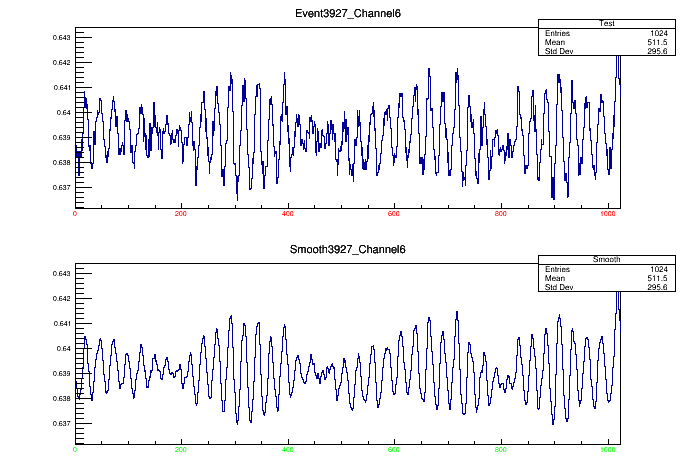 Event3927_Channel6
Test
Entries 1024
Mean 511.5
Std Dev 295.6
0.643
0.642
0.641
0.64
0.639
0.638
0.637
0 200 400 600 800 1000
Smooth3927_Channel6
Smooth
Entries 1024
Mean 511.5
Std Dev 295.6
0.643
0.642
0.641
0.64
0.639
0.638
0.637
0 200 400 600 800 1000